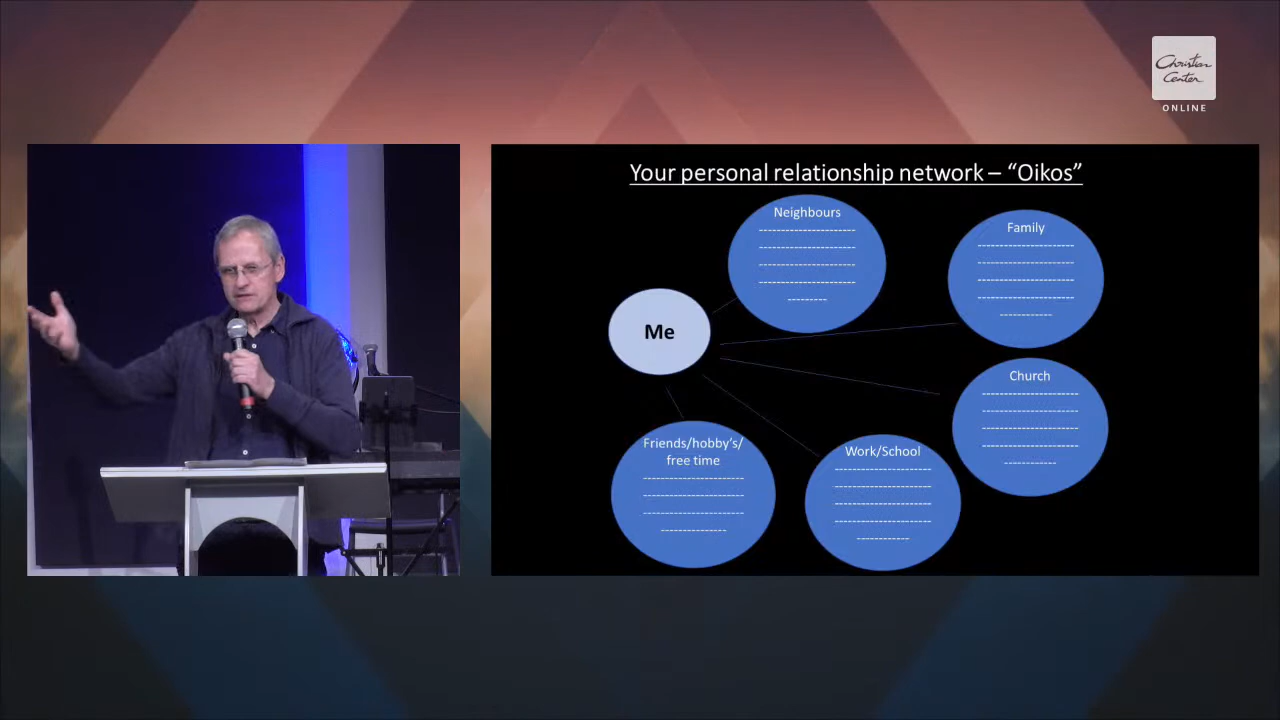 Christian
Center
ONLINE
Your personal relationship network – “Oikos”
Neighbours
Family
Me
Church
Friends/hobby’s/
free time
Work/School